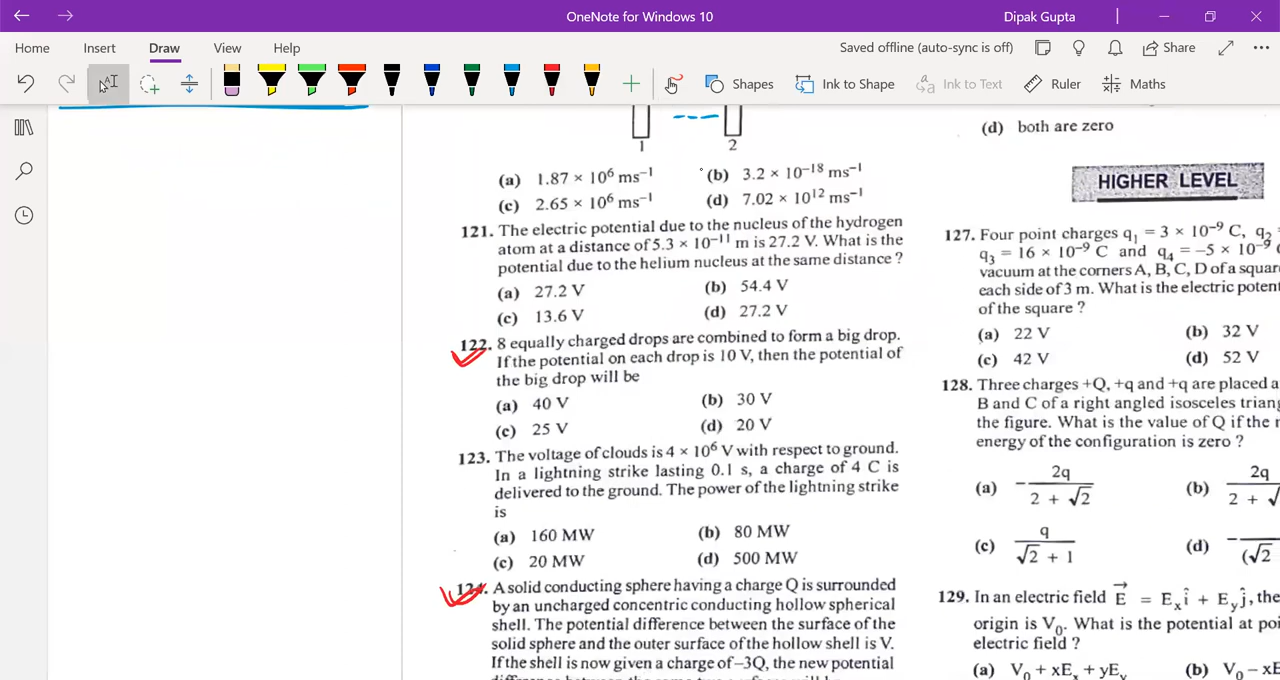 OneNote for Windows 10
Dipak Gupta
Home Insert Draw View Help
Saved offline (auto-sync is off)
Share
Shapes
Ink to Shape
Ink to Text
Ruler
Maths
1 2
(a) 1.87 × 10⁶ ms⁻¹ (b) 3.2 × 10⁻¹⁸ ms⁻¹
(c) 2.65 × 10⁶ ms⁻¹ (d) 7.02 × 10¹² ms⁻¹
121. The electric potential due to the nucleus of the hydrogen
atom at a distance of 5.3 × 10⁻¹¹ m is 27.2 V. What is the
potential due to the helium nucleus at the same distance ?
(a) 27.2 V (b) 54.4 V
(c) 13.6 V (d) 27.2 V
122. 8 equally charged drops are combined to form a big drop.
If the potential on each drop is 10 V, then the potential of
the big drop will be
(a) 40 V (b) 30 V
(c) 25 V (d) 20 V
123. The voltage of clouds is 4 × 10⁶ V with respect to ground.
In a lightning strike lasting 0.1 s, a charge of 4 C is
delivered to the ground. The power of the lightning strike
is
(a) 160 MW (b) 80 MW
(c) 20 MW (d) 500 MW
124. A solid conducting sphere having a charge Q is surrounded
by an uncharged concentric conducting hollow spherical
shell. The potential difference between the surface of the
solid sphere and the outer surface of the hollow shell is V.
If the shell is now given a charge of –3Q, the new potential
(d) both are zero
HIGHER LEVEL
127. Four point charges q₁ = 3 × 10⁻⁹ C, q₂ =
q₃ = 16 × 10⁻⁹ C and q₄ = –5 × 10⁻⁹
vacuum at the corners A, B, C, D of a squar
each side of 3 m. What is the electric poten
of the square ?
(a) 22 V (b) 32 V
(c) 42 V (d) 52 V
128. Three charges +Q, +q and +q are placed a
B and C of a right angled isosceles triang
the figure. What is the value of Q if the
energy of the configuration is zero ?
(a) – 2q / 2 + √2 (b) 2q / 2 + √
(c) q / √2 + 1 (d) – / (√2
129. In an electric field E⃗ = Eₓî + Eᵧĵ, the
origin is V₀. What is the potential at poi
electric field ?
(a) V₀ + xEₓ + yEᵧ (b) V₀ – xE